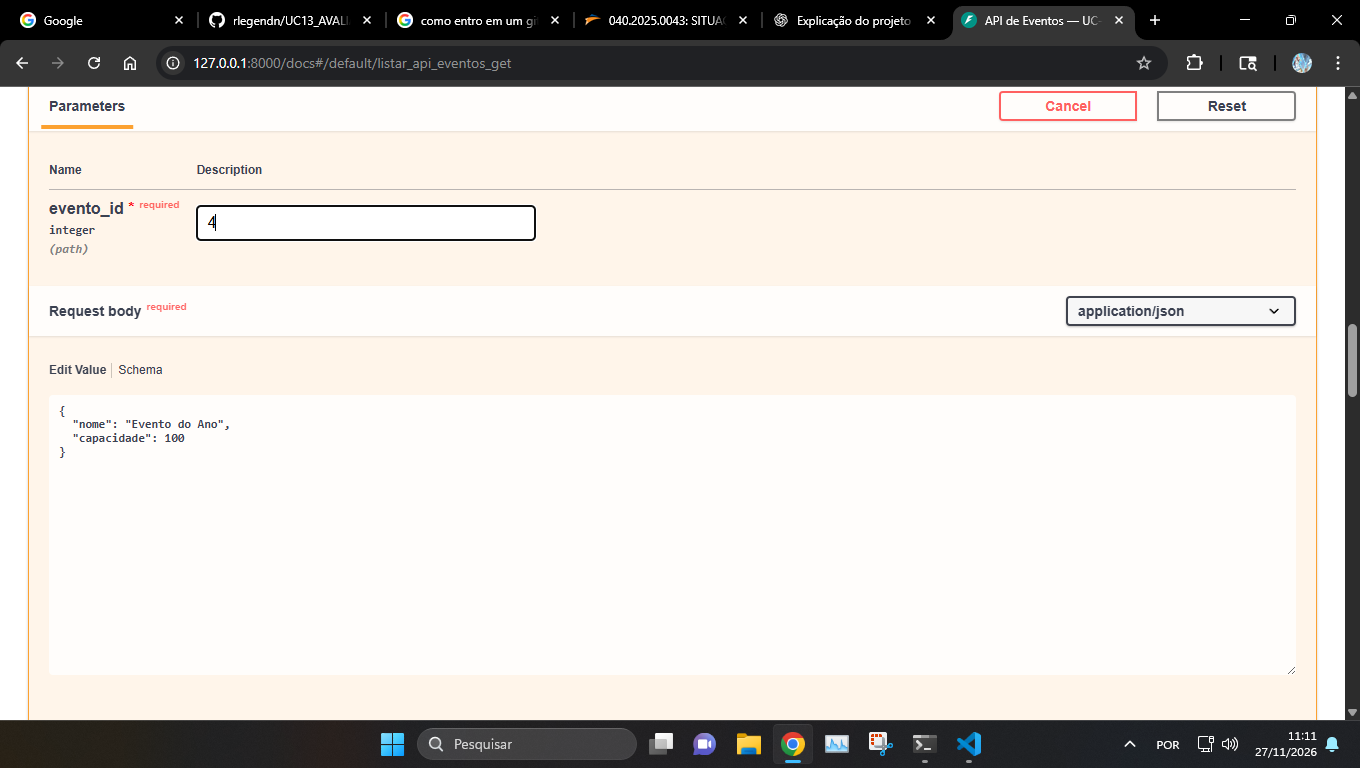 Google
rlegendn/UC13_AVALI
como entro em um gi
040.2025.0043: SITUAC
Explicação do projeto
API de Eventos — UC-
127.0.0.1:8000/docs#/default/listar_api_eventos_get
Parameters
Cancel
Reset
Name
Description
evento_id * required
integer
(path)
4
Request body required
application/json
Edit Value
Schema
{
"nome": "Evento do Ano",
"capacidade": 100
}
Pesquisar
POR
11:11
27/11/2026